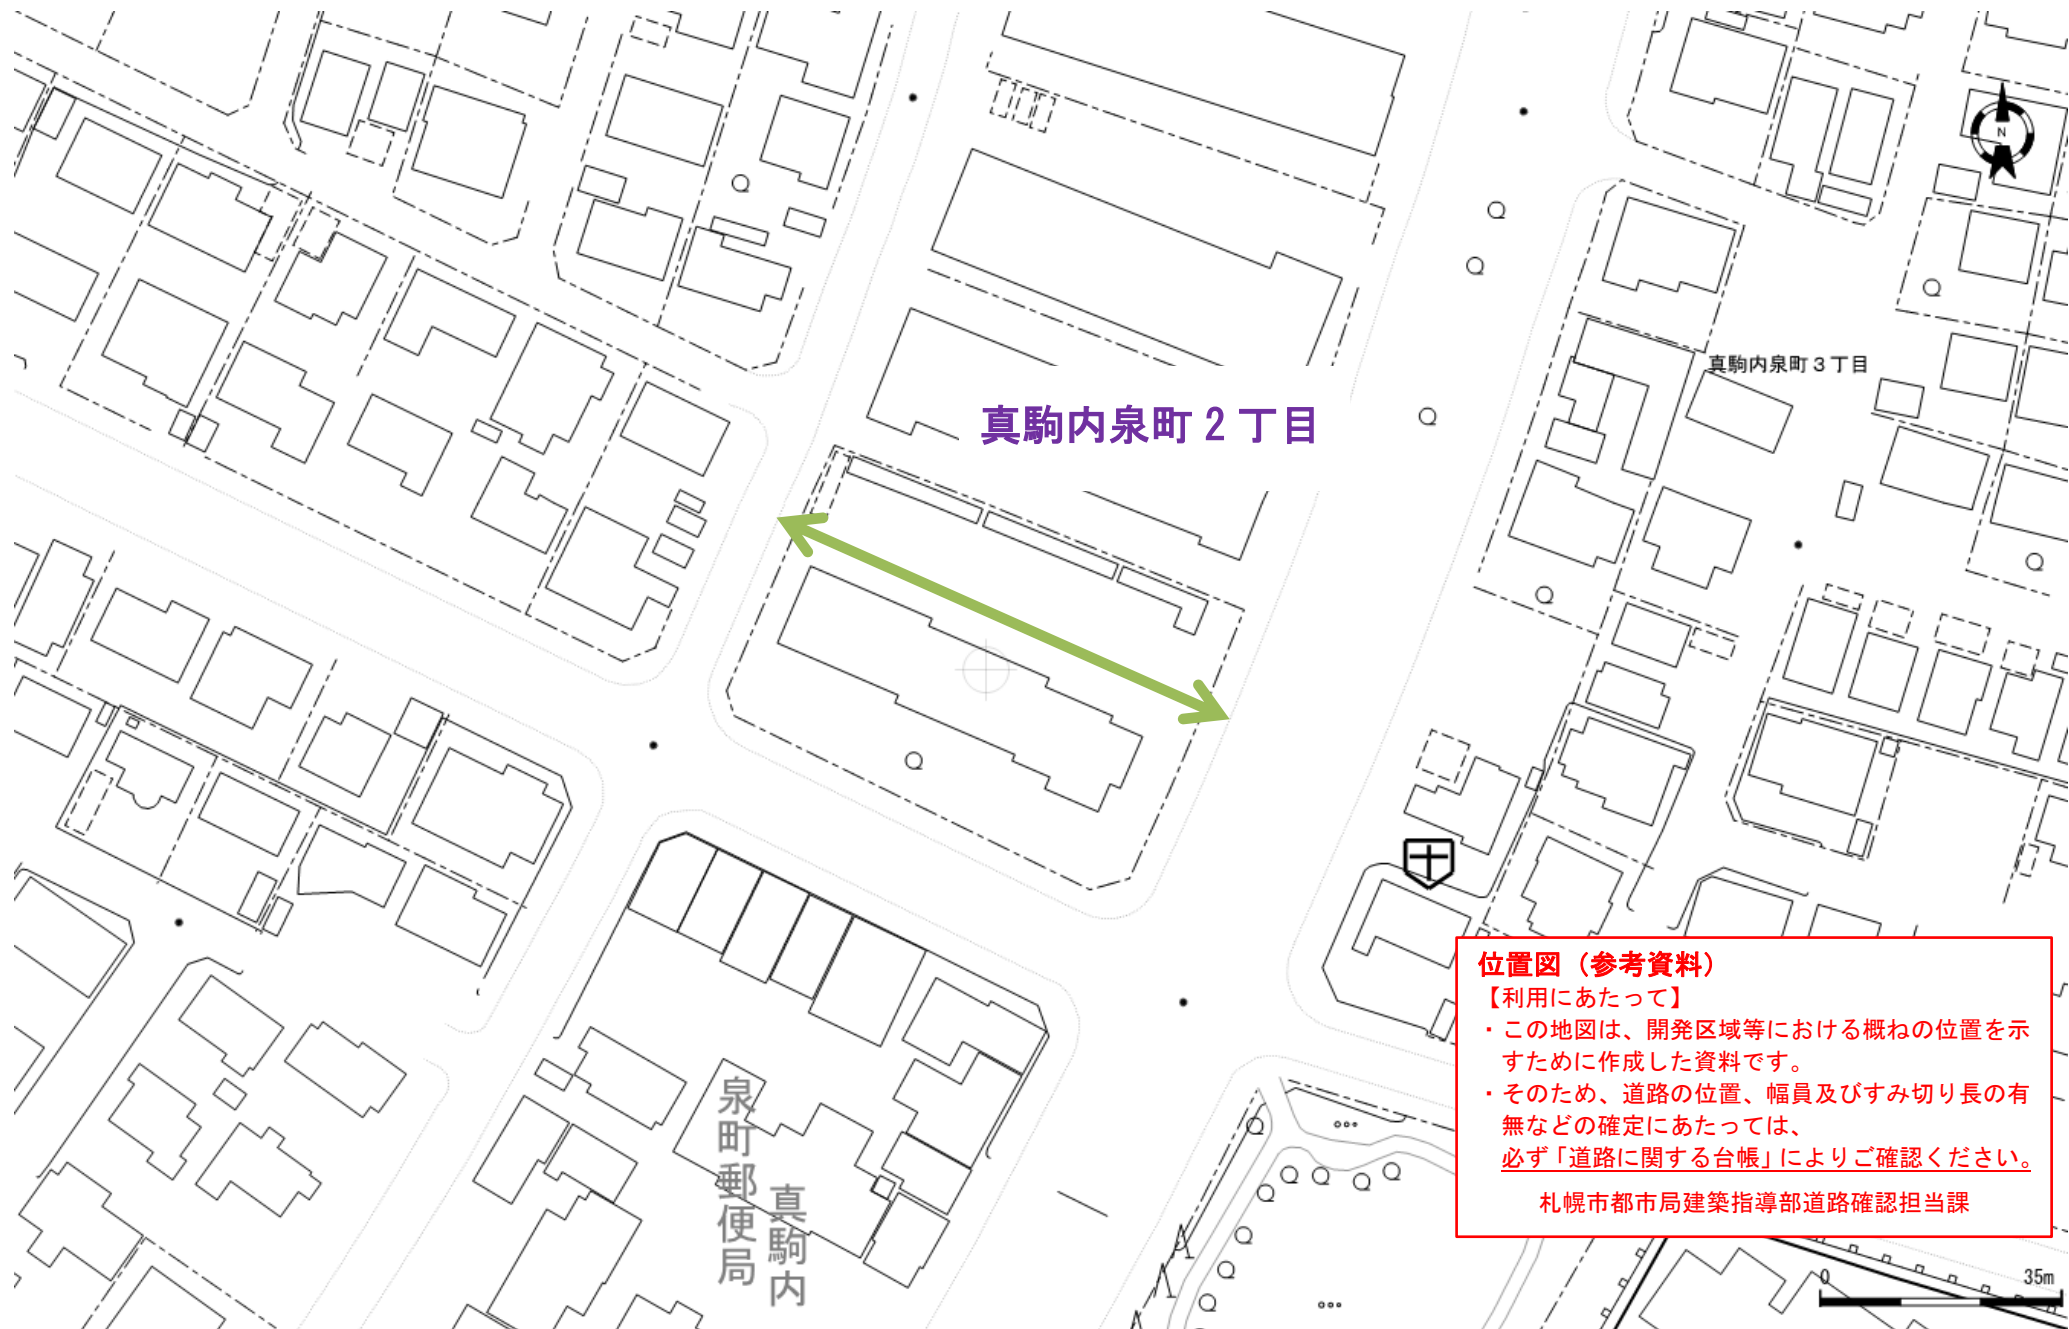 N
真駒内泉町３丁目
真駒内泉町２丁目
位置図（参考資料）
【利用にあたって】
・この地図は、開発区域等における概ねの位置を示
すために作成した資料です。
・そのため、道路の位置、幅員及びすみ切り長の有
無などの確定にあたっては、
必ず「道路に関する台帳」によりご確認ください。
札幌市都市局建築指導部道路確認担当課
真駒内
泉町郵便局
0
35m